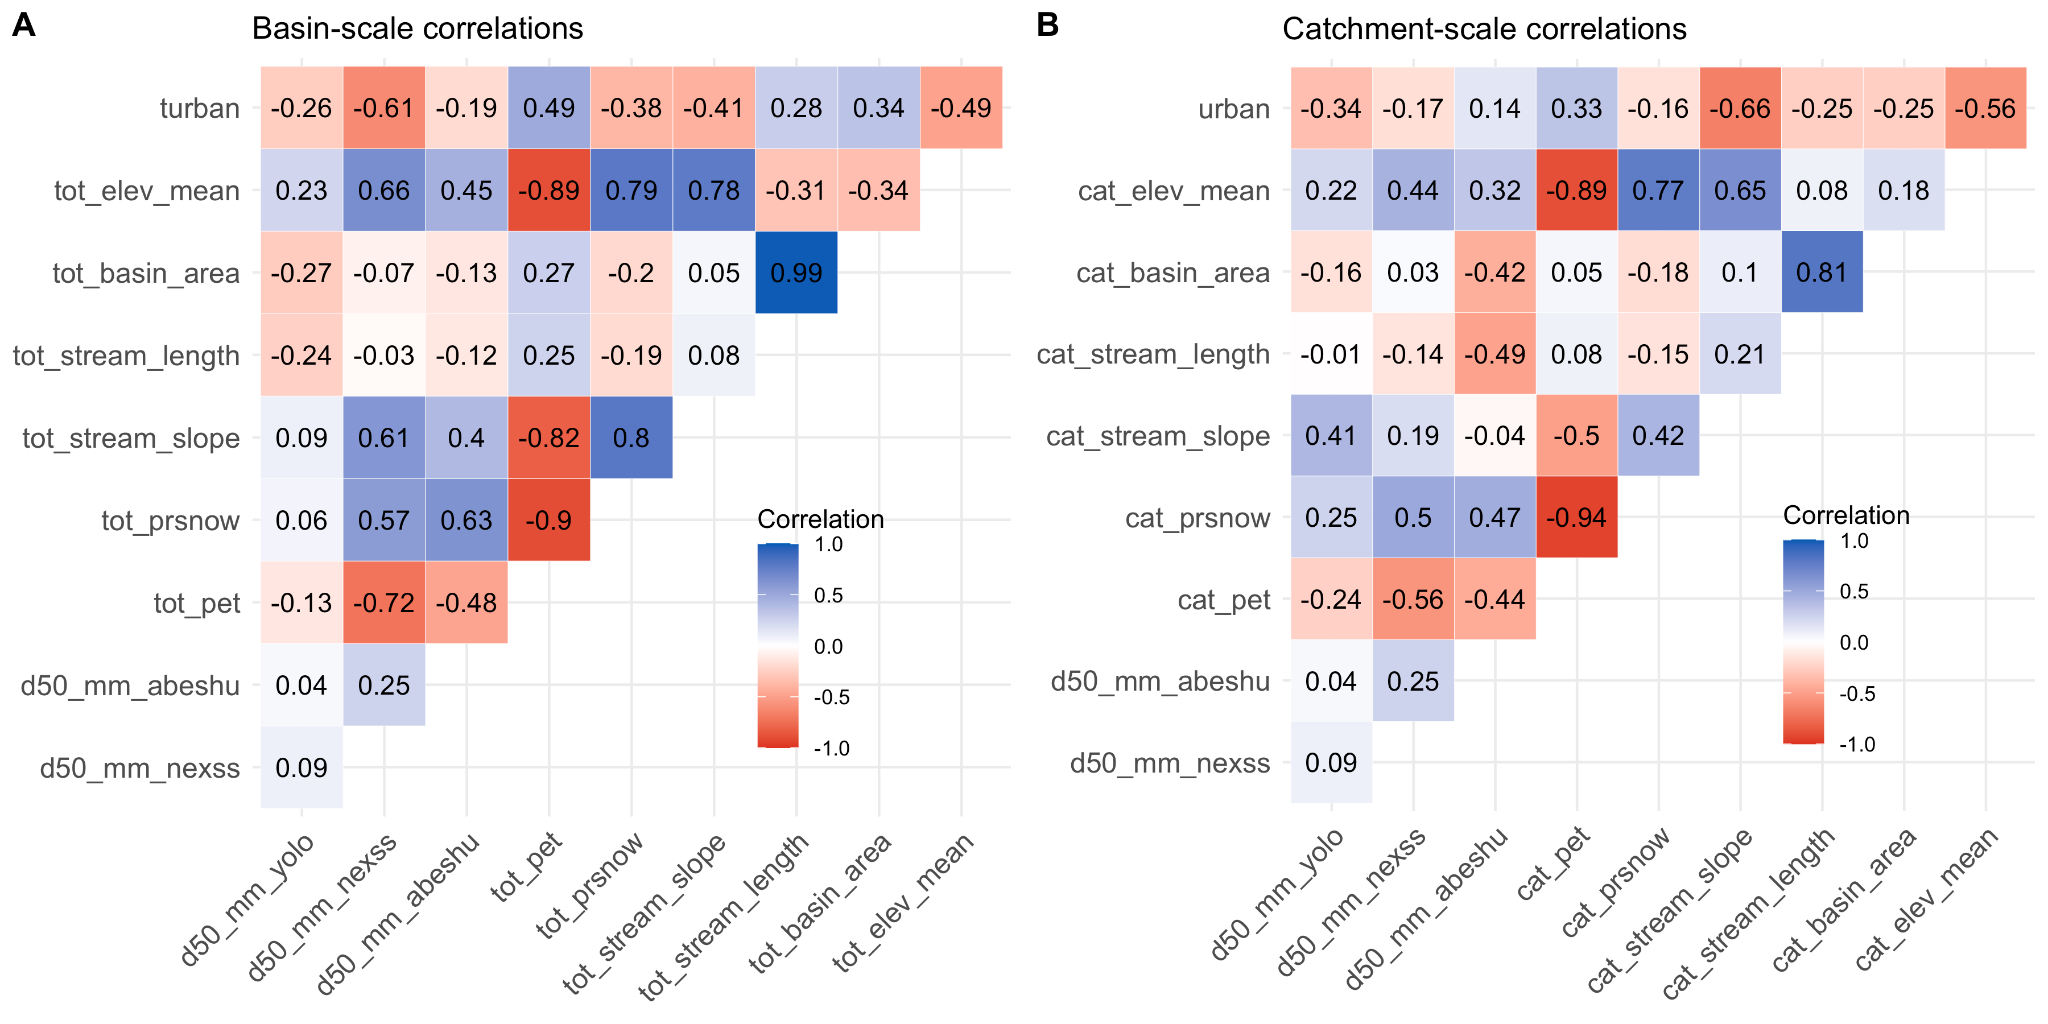 A
Basin-scale correlations
turban -0.26 -0.61 -0.19 0.49 -0.38 -0.41 0.28 0.34 -0.49
tot_elev_mean 0.23 0.66 0.45 -0.89 0.79 0.78 -0.31 -0.34
tot_basin_area -0.27 -0.07 -0.13 0.27 -0.2 0.05 0.99
tot_stream_length -0.24 -0.03 -0.12 0.25 -0.19 0.08
tot_stream_slope 0.09 0.61 0.4 -0.82 0.8
tot_prsnow 0.06 0.57 0.63 -0.9
tot_pet -0.13 -0.72 -0.48
d50_mm_abeshu 0.04 0.25
d50_mm_nexss 0.09
Correlation
1.0
0.5
0.0
-0.5
-1.0
d50_mm_yolo
d50_mm_nexss
d50_mm_abeshu
tot_pet
tot_prsnow
tot_stream_slope
tot_stream_length
tot_basin_area
tot_elev_mean
B
Catchment-scale correlations
urban -0.34 -0.17 0.14 0.33 -0.16 -0.66 -0.25 -0.25 -0.56
cat_elev_mean 0.22 0.44 0.32 -0.89 0.77 0.65 0.08 0.18
cat_basin_area -0.16 0.03 -0.42 0.05 -0.18 0.1 0.81
cat_stream_length -0.01 -0.14 -0.49 0.08 -0.15 0.21
cat_stream_slope 0.41 0.19 -0.04 -0.5 0.42
cat_prsnow 0.25 0.5 0.47 -0.94
cat_pet -0.24 -0.56 -0.44
d50_mm_abeshu 0.04 0.25
d50_mm_nexss 0.09
Correlation
1.0
0.5
0.0
-0.5
-1.0
d50_mm_yolo
d50_mm_nexss
d50_mm_abeshu
cat_pet
cat_prsnow
cat_stream_slope
cat_stream_length
cat_basin_area
cat_elev_mean